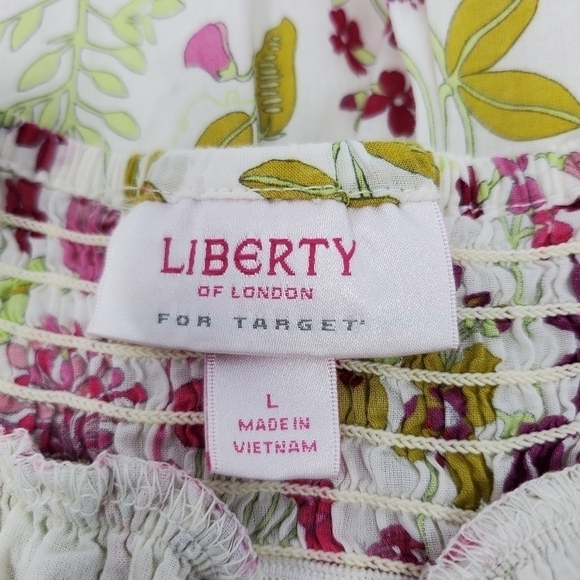 LIBERTY
OF LONDON
FOR TARGET
L
MADE IN
VIETNAM